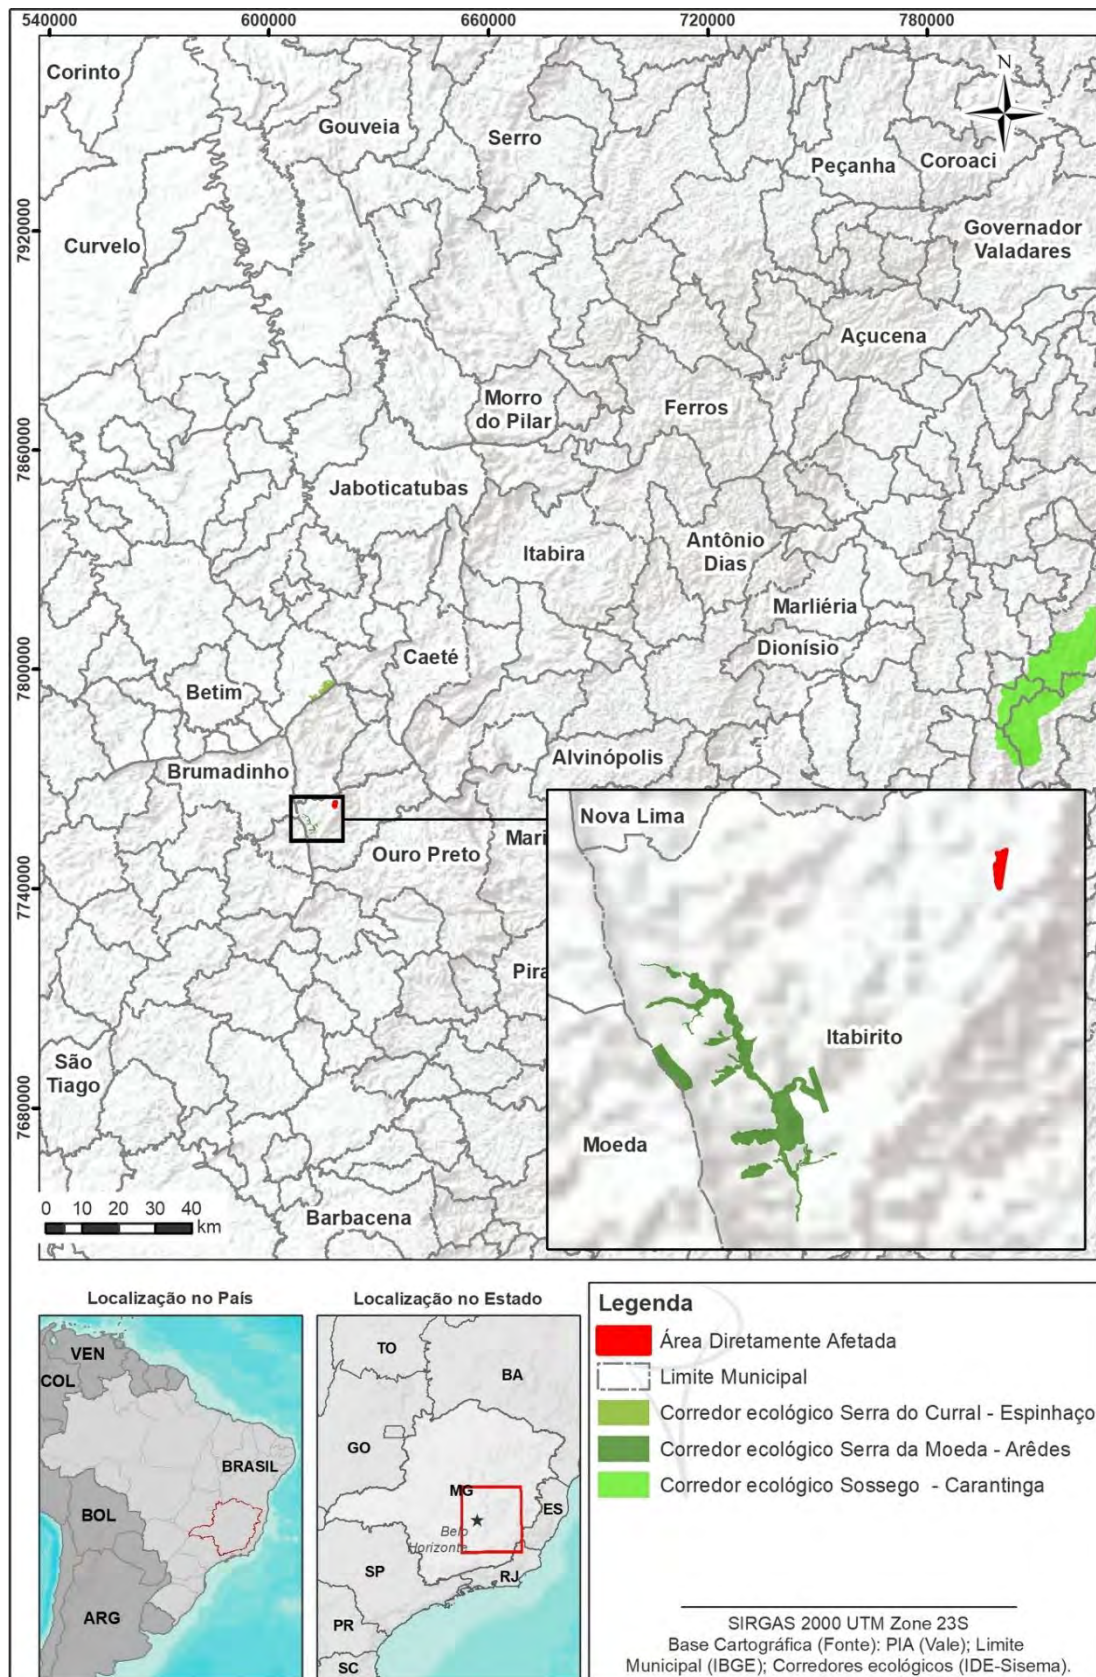 540000
600000
660000
720000
780000
Corinto
N
Gouveia
Serro
Peçanha
Coroaci
7920000
Curvelo
Governador
Valadares
Açucena
Morro
do Pilar
Ferros
7860000
Jaboticatubas
Itabira
Antônio
Dias
Marliéria
Dionísio
7800000
Caeté
Betim
Alvinópolis
Brumadinho
Nova Lima
Ouro Preto
Mari
7740000
Pira
Itabirito
São
Tiago
7680000
Moeda
Barbacena
0 10 20 30 40
km
Localização no País
VEN
COL
BRASIL
BOL
ARG
Localização no Estado
TO
BA
GO
MG
ES
Belo
Horizonte
SP
RJ
PR
SC
Legenda
Área Diretamente Afetada
Limite Municipal
Corredor ecológico Serra do Curral - Espinhaço
Corredor ecológico Serra da Moeda - Arêdes
Corredor ecológico Sossego - Carantinga
SIRGAS 2000 UTM Zone 23S
Base Cartográfica (Fonte): PIA (Vale); Limite
Municipal (IBGE); Corredores ecológicos (IDE-Sisema).